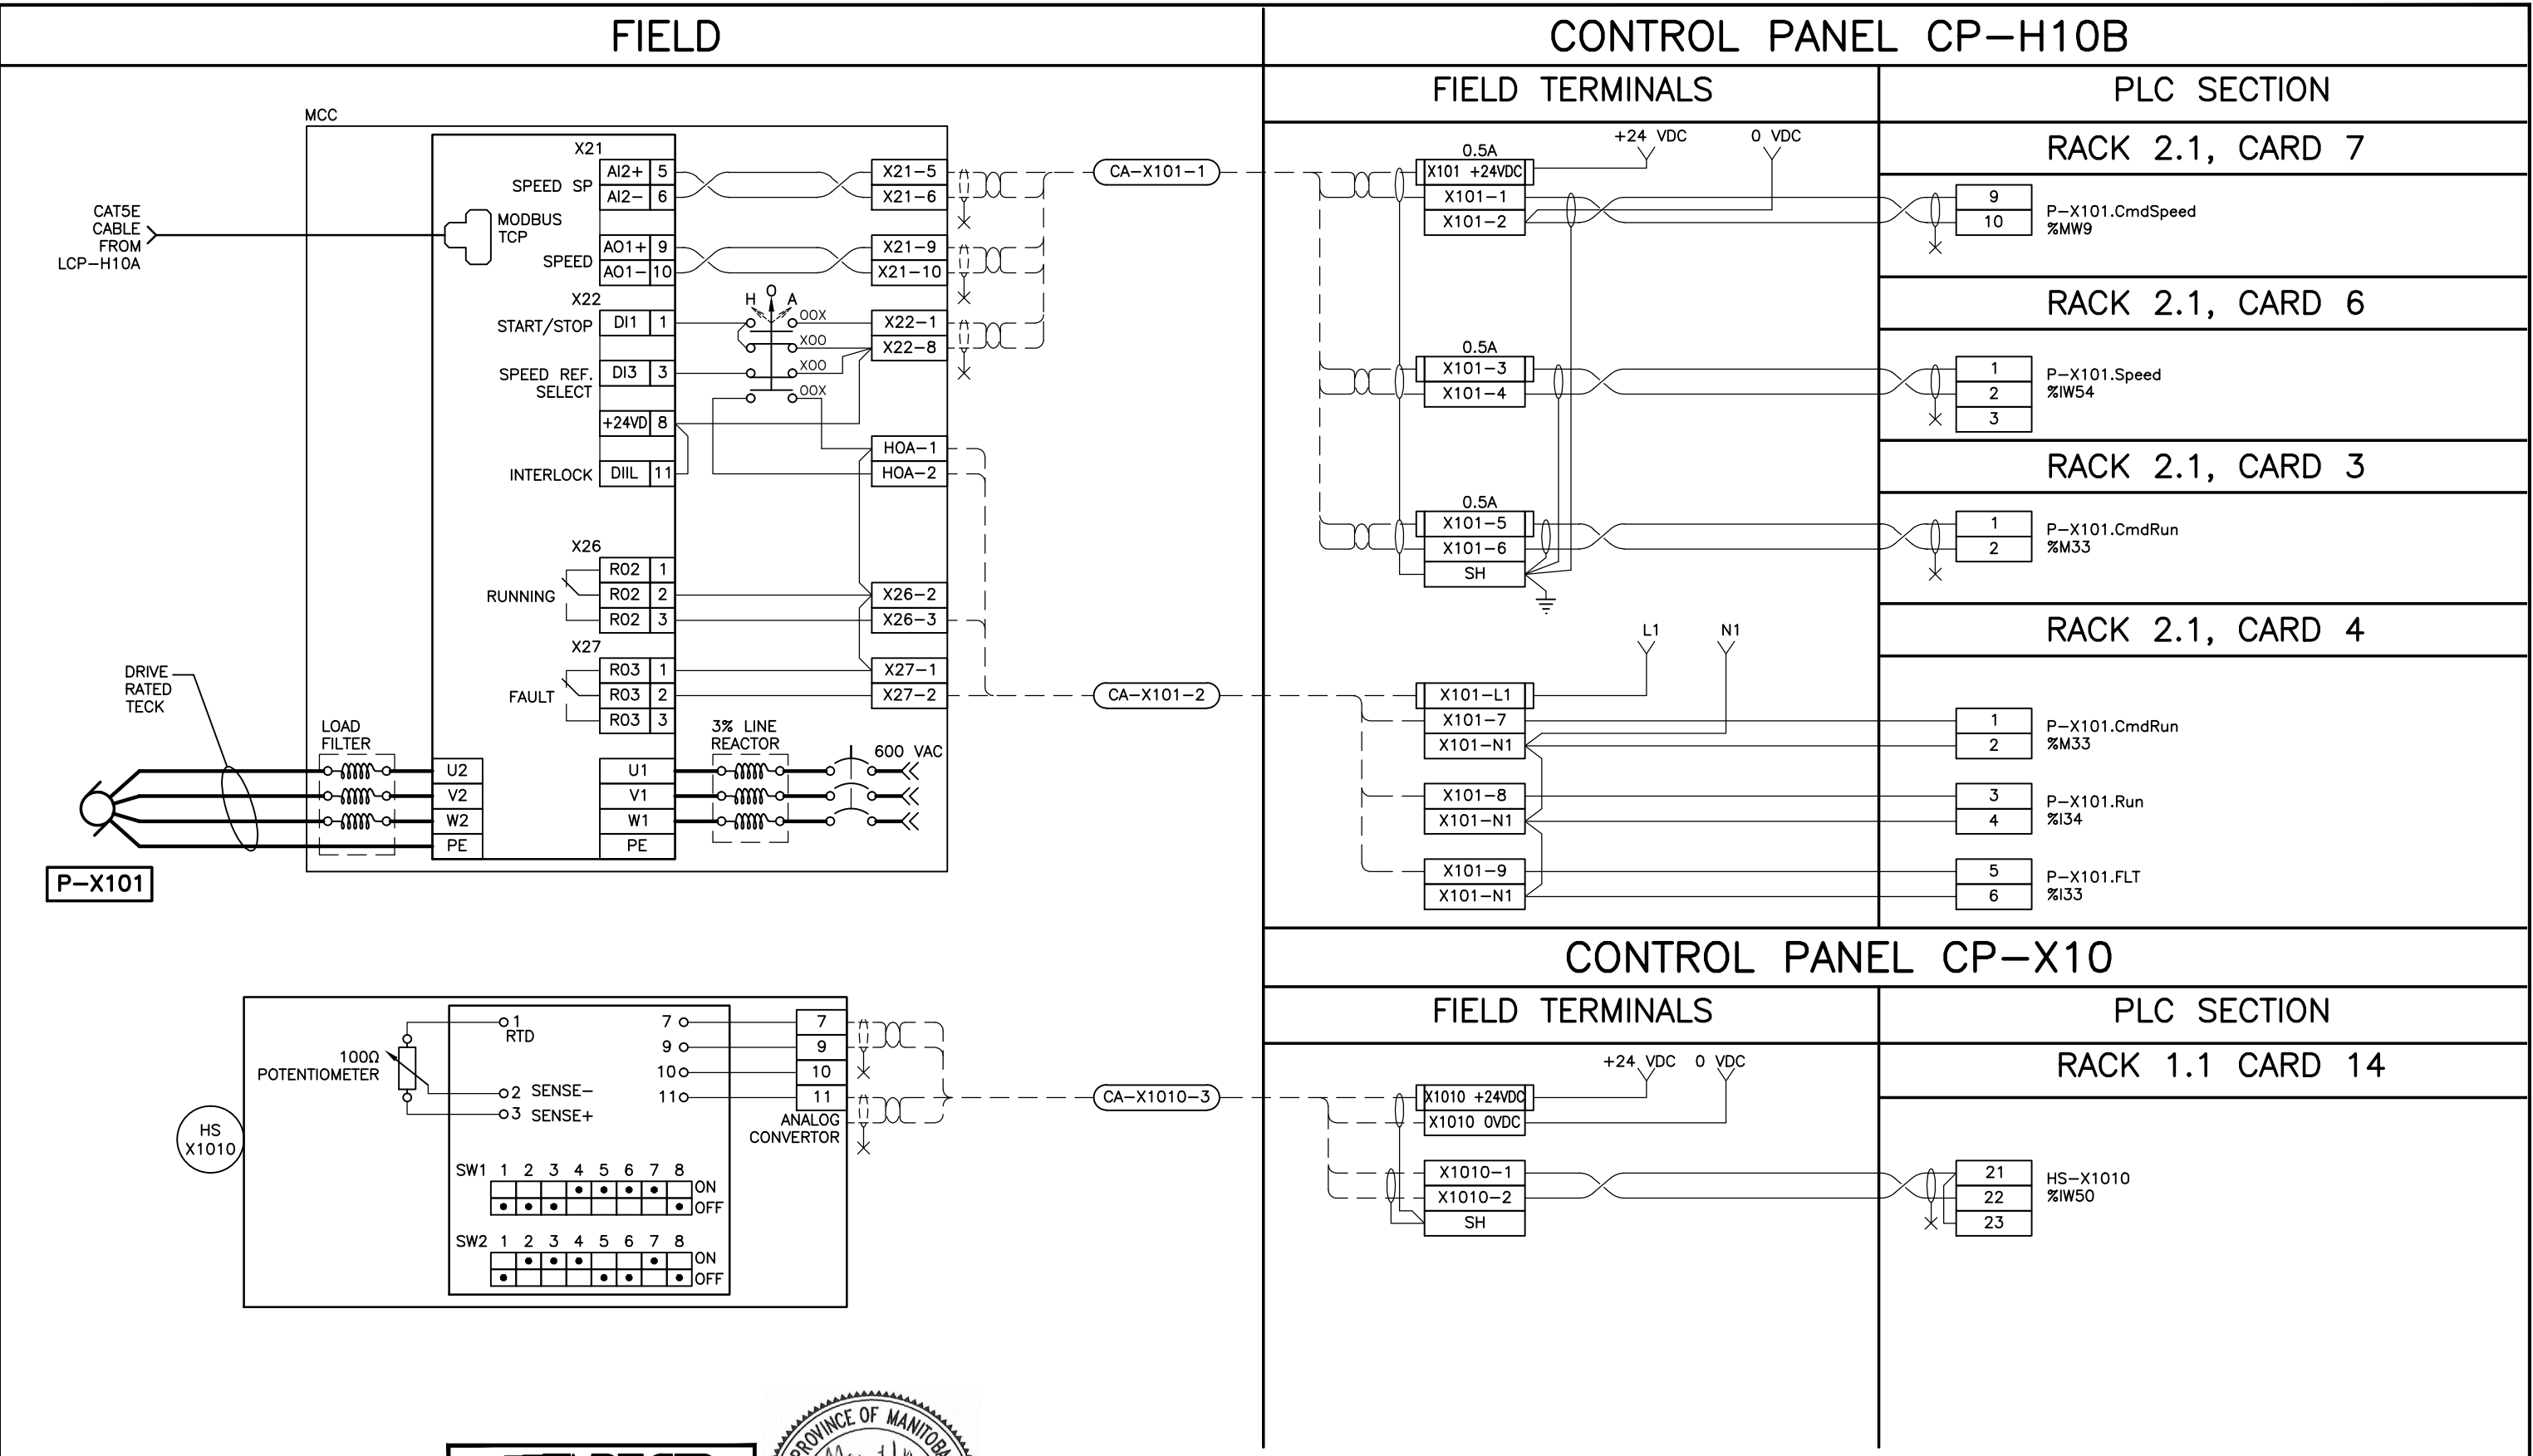 FIELD
CONTROL PANEL CP-H10B
FIELD TERMINALS
PLC SECTION
MCC
X21
SPEED SP
AI2+ 5
AI2- 6
X21-5
X21-6
CAT5E
CABLE
FROM
LCP-H10A
MODBUS
TCP
SPEED
AO1+ 9
AO1- 10
X21-9
X21-10
X22
H O A
START/STOP
DI1 1
OOX
X22-1
XOO
X22-8
SPEED REF.
SELECT
DI3 3
XOO
OOX
+24VD 8
HOA-1
HOA-2
INTERLOCK
DIIL 11
X26
RUNNING
RO2 1
RO2 2
RO2 3
X26-2
X26-3
X27
FAULT
RO3 1
RO3 2
RO3 3
X27-1
X27-2
DRIVE
RATED
TECK
LOAD
FILTER
3% LINE
REACTOR
600 VAC
U2
V2
W2
PE
U1
V1
W1
PE
P-X101
CA-X101-1
CA-X101-2
0.5A
+24 VDC
0 VDC
X101 +24VDC
X101-1
X101-2
0.5A
X101-3
X101-4
0.5A
X101-5
X101-6
SH
L1
N1
X101-L1
X101-7
X101-N1
X101-8
X101-N1
X101-9
X101-N1
RACK 2.1, CARD 7
9
10
P-X101.CmdSpeed
%MW9
RACK 2.1, CARD 6
1
2
3
P-X101.Speed
%IW54
RACK 2.1, CARD 3
1
2
P-X101.CmdRun
%M33
RACK 2.1, CARD 4
1
2
P-X101.CmdRun
%M33
3
4
P-X101.Run
%I34
5
6
P-X101.FLT
%I33
CONTROL PANEL CP-X10
FIELD TERMINALS
PLC SECTION
RACK 1.1 CARD 14
HS
X1010
100Ω
POTENTIOMETER
1
RTD
2 SENSE-
3 SENSE+
7
9
10
11
7
9
10
11
ANALOG
CONVERTOR
SW1 1 2 3 4 5 6 7 8
ON
OFF
SW2 1 2 3 4 5 6 7 8
ON
OFF
CA-X1010-3
+24 VDC
0 VDC
X1010 +24VDC
X1010 0VDC
X1010-1
X1010-2
SH
21
22
23
HS-X1010
%IW50
PROVINCE OF MANITOBA